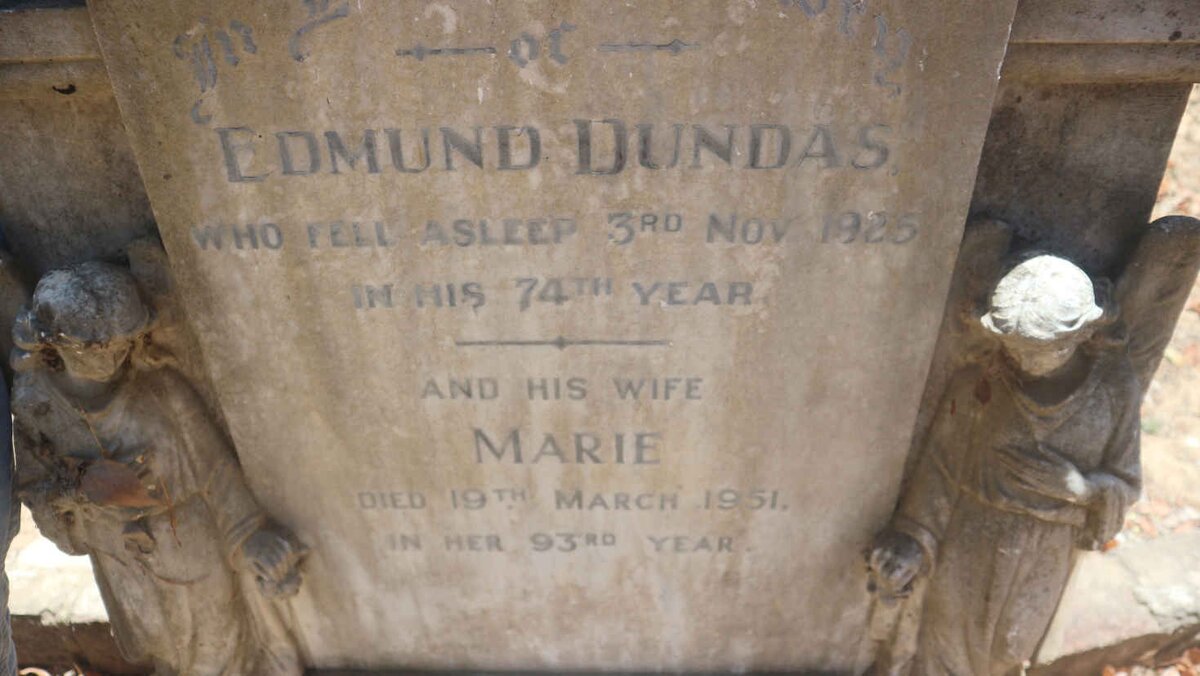 In
of
EDMUND DUNDAS,
WHO FELL ASLEEP 3RD NOV 1925
IN HIS 74TH YEAR
AND HIS WIFE
MARIE
DIED 19TH MARCH 1951.
IN HER 93RD YEAR.